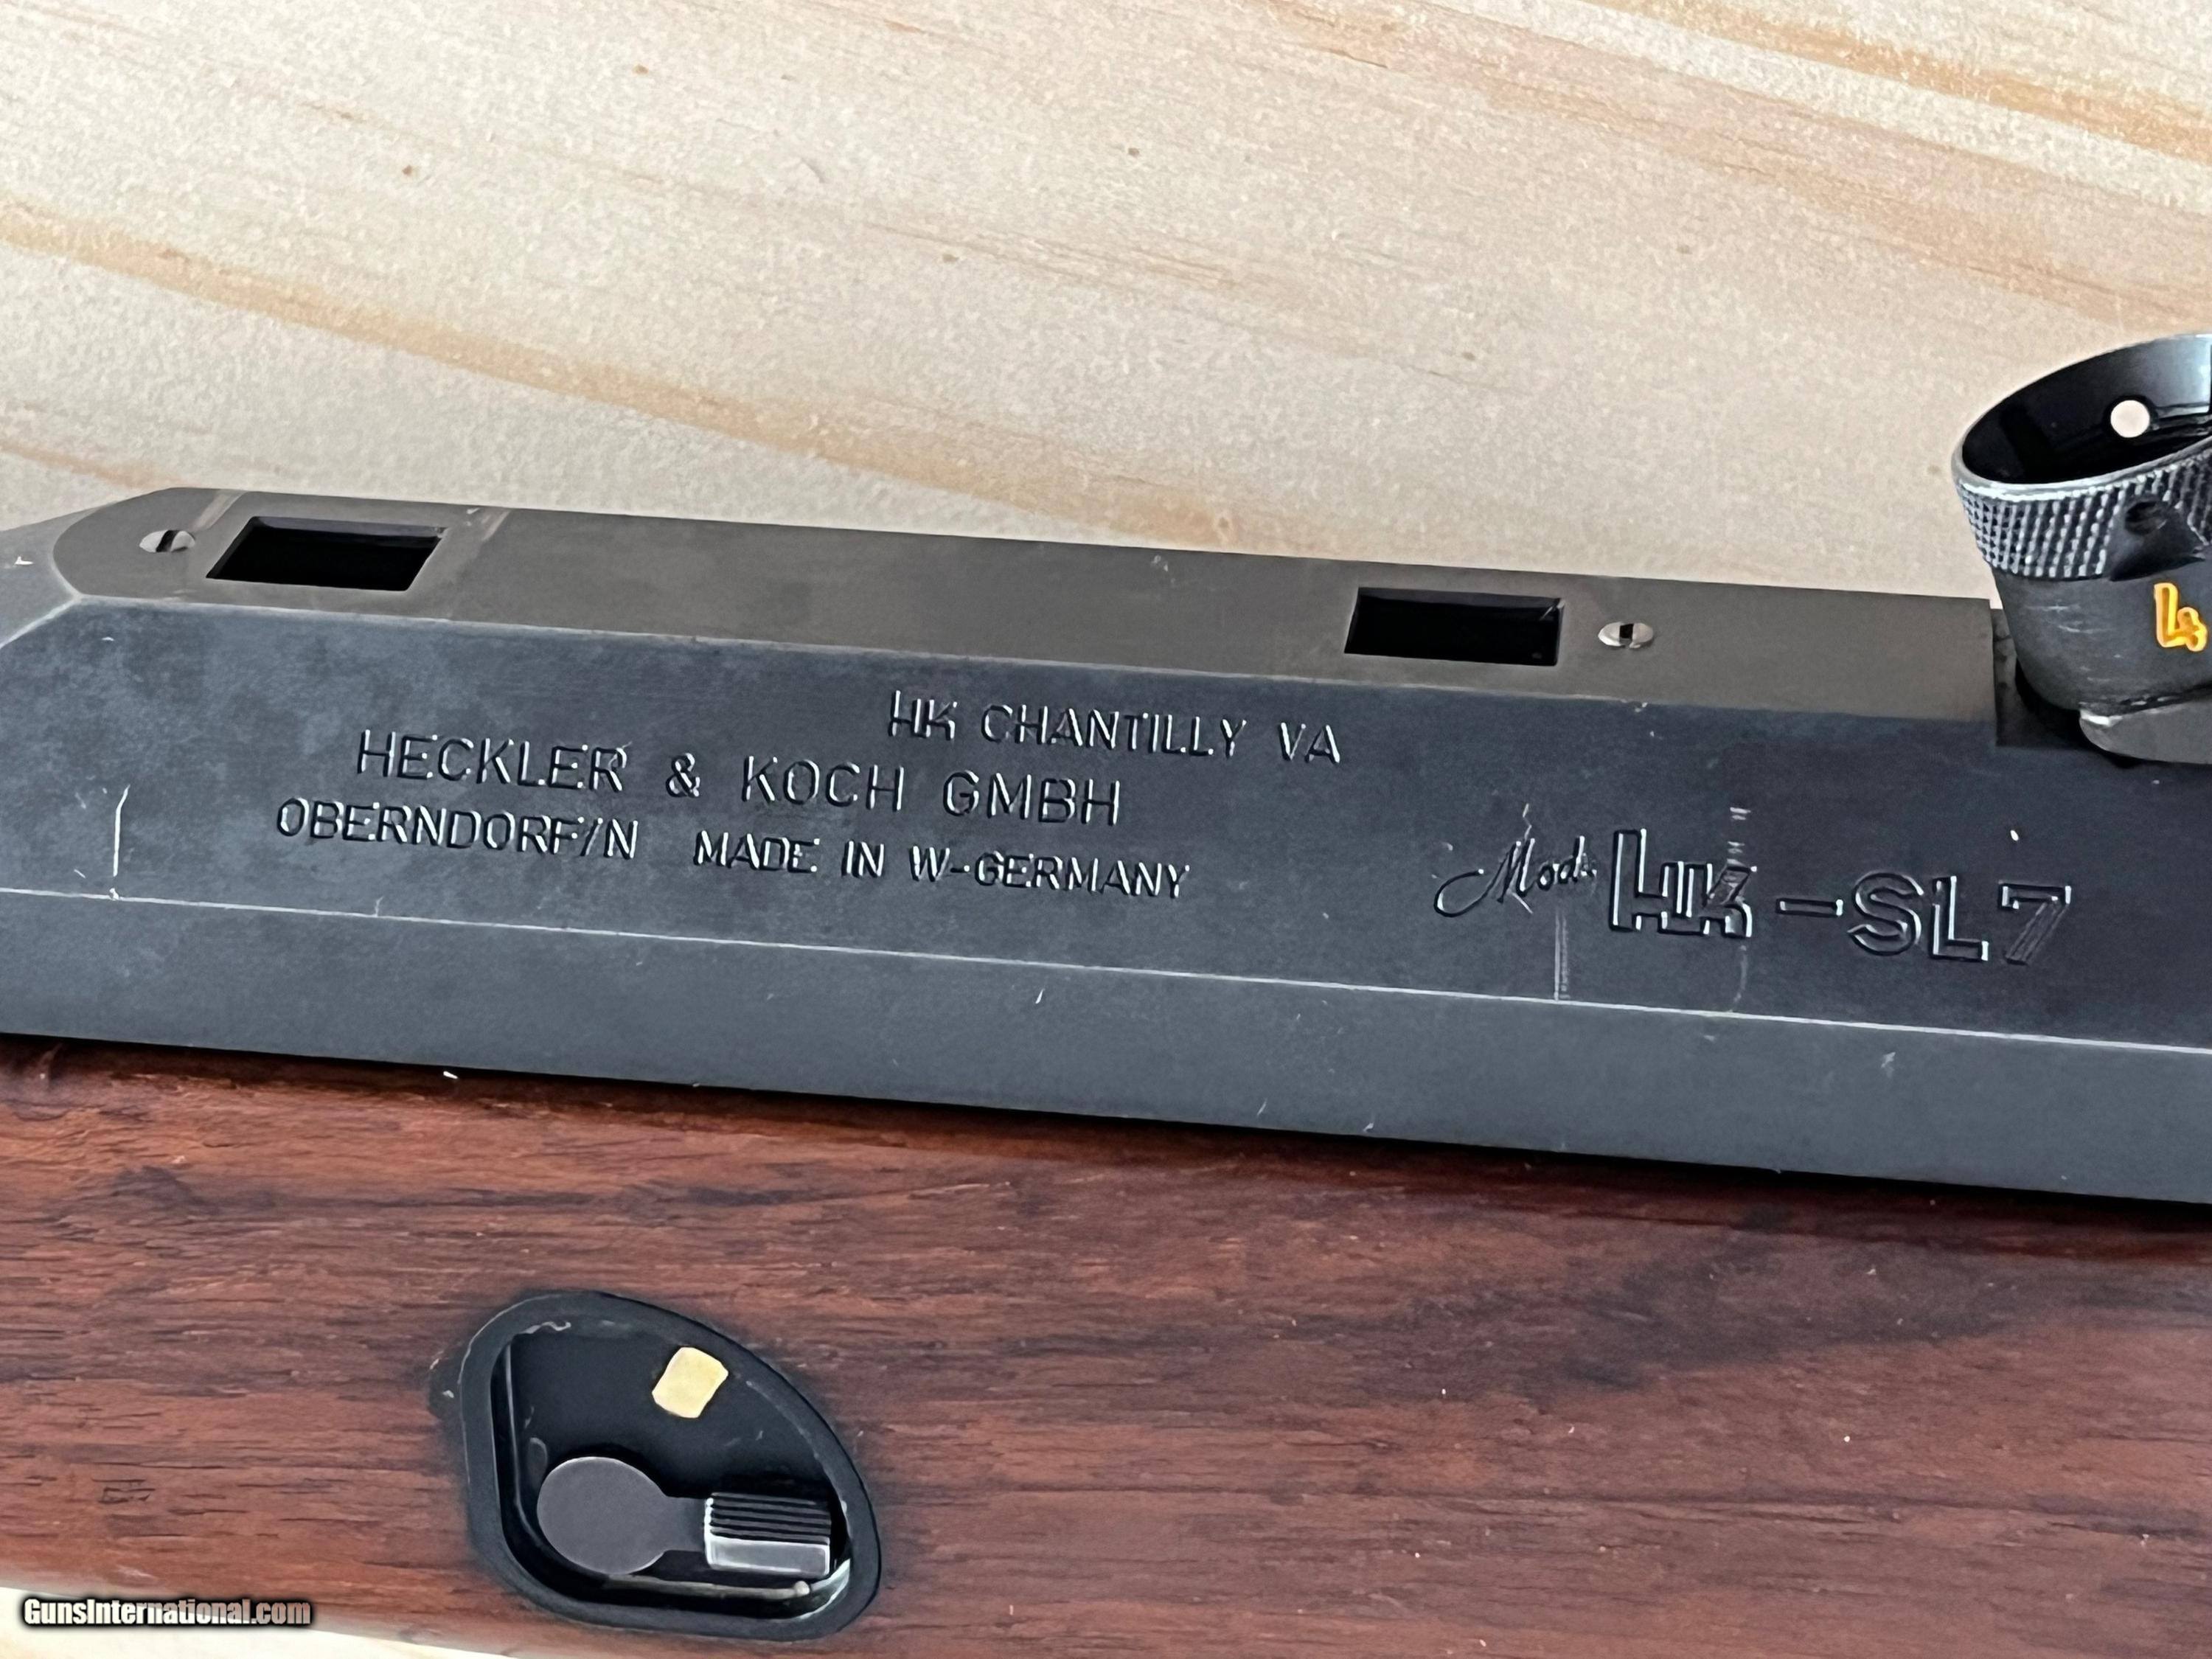 HK CHANTILLY VA
HECKLER & KOCH GMBH
OBERNDORF/N MADE IN W-GERMANY
Mod. HK-SL7
4
GunsInternational.com